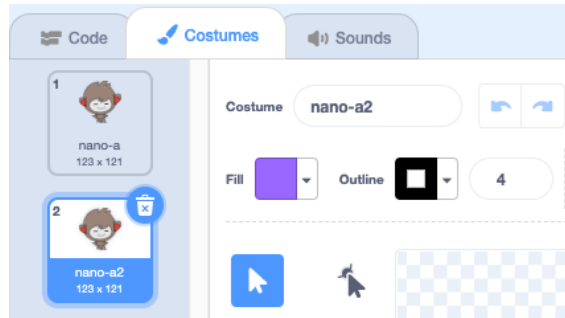 Code
Costumes
Sounds
1
nano-a
123 x 121
2
nano-a2
123 x 121
Costume
nano-a2
Fill
Outline
4